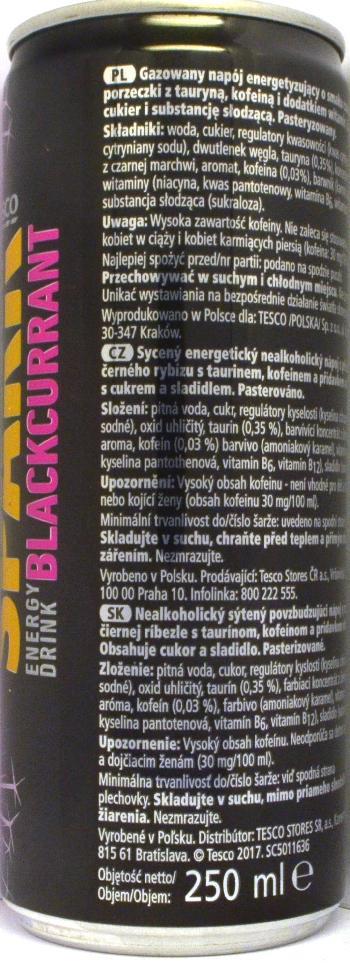 SCO
SPARK
BLACKCURRANT
ENERGY
DRINK
PL Gazowany napój energetyzujący o
porzeczki z tauryną, kofeiną i dodatkiem
cukier i substancję słodzącą. Pasteryzowany.
Składniki: woda, cukier, regulatory kwasowości
cytryniany sodu), dwutlenek węgla, tauryna (0,35%),
z czarnej marchwi, aromat, kofeina (0,03%), barwnik
witaminy (niacyna, kwas pantotenowy, witamina B6,
substancja słodząca (sukraloza).
Uwaga: Wysoka zawartość kofeiny. Nie zaleca się
kobiet w ciąży i kobiet karmiących piersią (kofeina: 30
Najlepiej spożyć przed/nr partii: podano na spodzie
Przechowywać w suchym i chłodnym miejscu.
Unikać wystawiania na bezpośrednie działanie
Wyprodukowano w Polsce dla: TESCO /POLSKA/ Sp. z o.o.
30-347 Kraków.
CZ Sycený energetický nealkoholický nápoj
černého rybízu s taurinem, kofeinem a
s cukrem a sladidlem. Pasterováno.
Složení: pitná voda, cukr, regulátory kyselosti
sodné), oxid uhličitý, taurin (0,35 %), barvivící
aroma, kofein (0,03 %) barvivo (amoniakový karamel),
kyselina pantothenová, vitamin B6, vitamin B12),
Upozornění: Vysoký obsah kofeinu - není vhodné pro
nebo kojící ženy (obsah kofeinu 30 mg/100 ml).
Minimální trvanlivost do/číslo šarže: uvedeno na spodní
Skladujte v suchu, chraňte před teplem a přímým
zářením. Nezmrazujte.
Vyrobeno v Polsku. Prodávající: Tesco Stores ČR a.s.,
100 00 Praha 10. Infolinka: 800 222 555.
SK Nealkoholický sýtený povzbudzujúci nápoj
čiernej ríbezle s taurínom, kofeínom a
Obsahuje cukor a sladidlo. Pasterizované.
Zloženie: pitná voda, cukor, regulátory kyslosti
sodné), oxid uhličitý, taurín (0,35 %), farbiaci koncentrát
aróma, kofeín (0,03 %), farbivo (amoniakový karamel),
kyselina pantoténová, vitamín B6, vitamín B12),
Upozornenie: Vysoký obsah kofeínu. Neodporúča sa
a dojčiacim ženám (30 mg/100 ml).
Minimálna trvanlivosť do/číslo šarže: viď spodná strana
plechovky. Skladujte v suchu, mimo priameho
žiarenia. Nezmrazujte.
Vyrobené v Poľsku. Distribútor: TESCO STORES SR, a.s.,
815 61 Bratislava. © Tesco 2017. SC5011636
Objętość netto/
Objem/Objem: 250 ml e